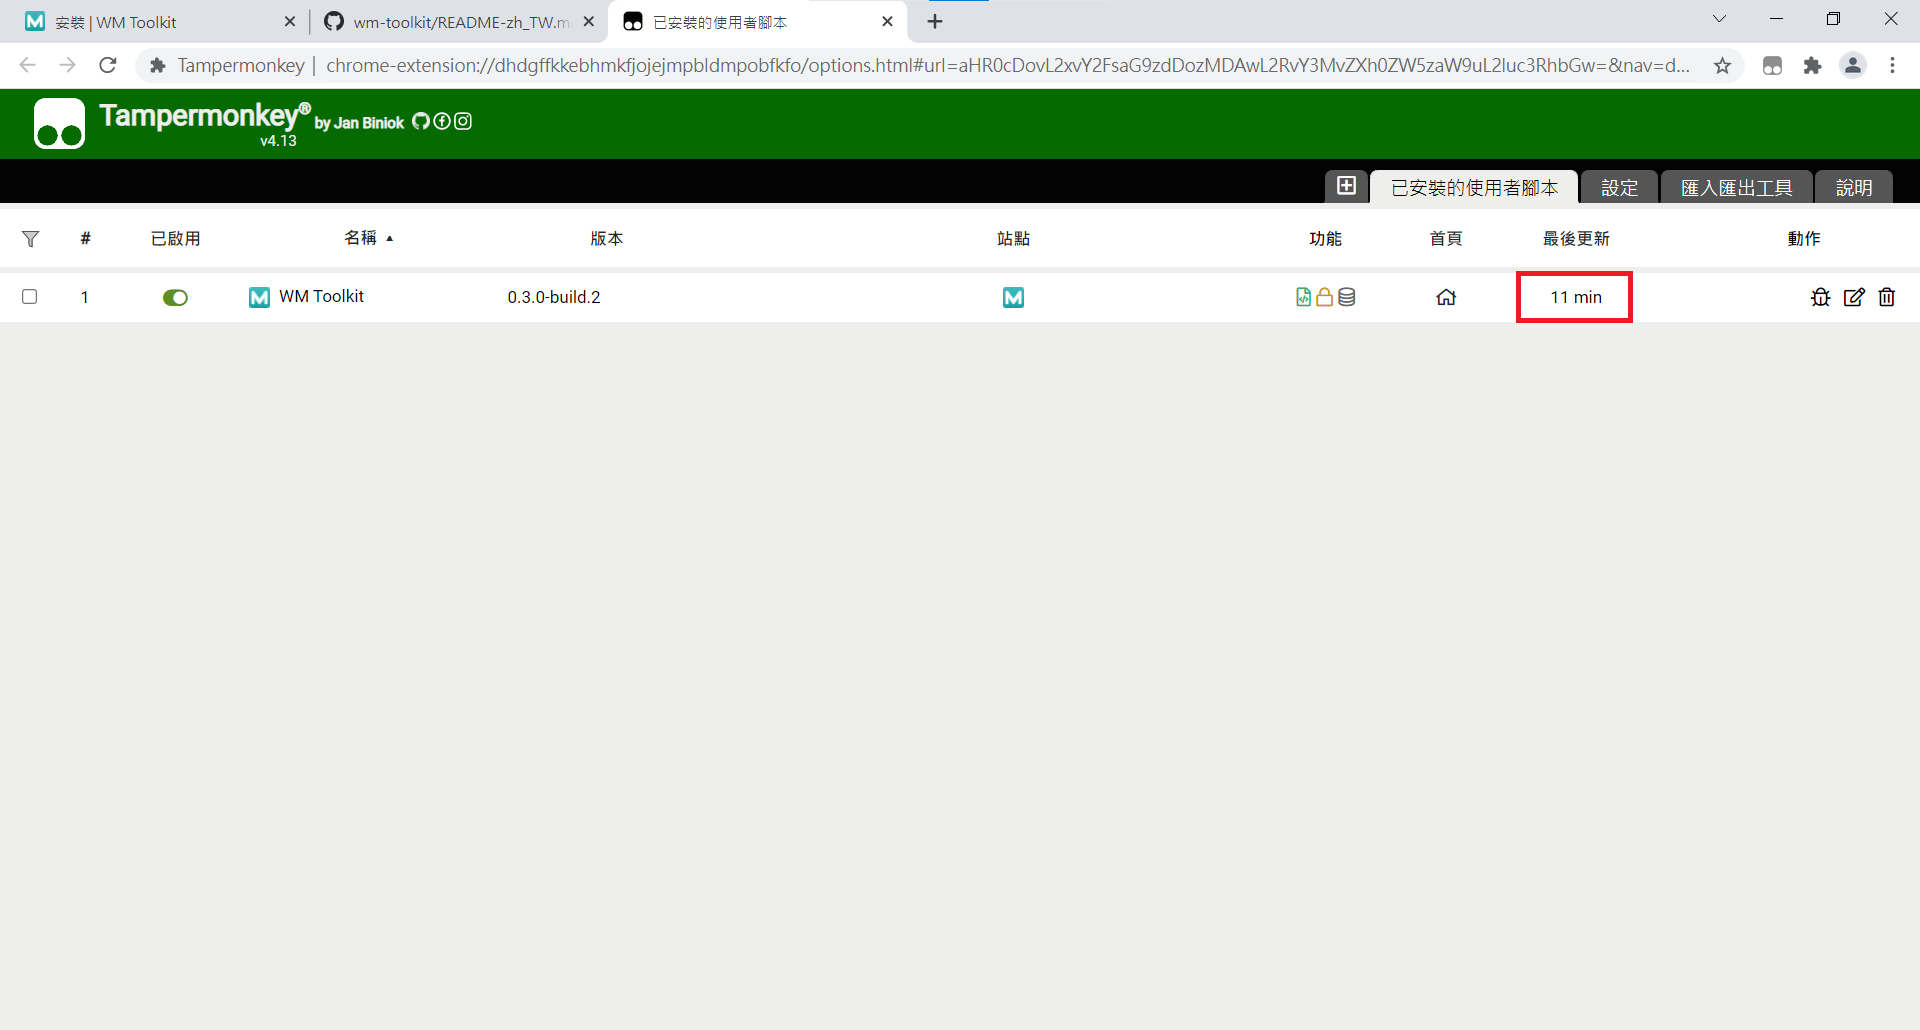 安裝 | WM Toolkit
wm-toolkit/README-zh_TW.m
已安裝的使用者腳本
Tampermonkey | chrome-extension://dhdgffkkebhmkfjojejmpbldmpobfkfo/options.html#url=aHR0cDovL2xvY2FsaG9zdDozMDAwL2RvY3MvZXh0ZW5zaW9uL2luc3RhbGw=&nav=d...
Tampermonkey® by Jan Biniok
v4.13
已安裝的使用者腳本 設定 匯入匯出工具 說明
# 已啟用 名稱 ▲ 版本 站點 功能 首頁 最後更新 動作
1 WM Toolkit 0.3.0-build.2 11 min